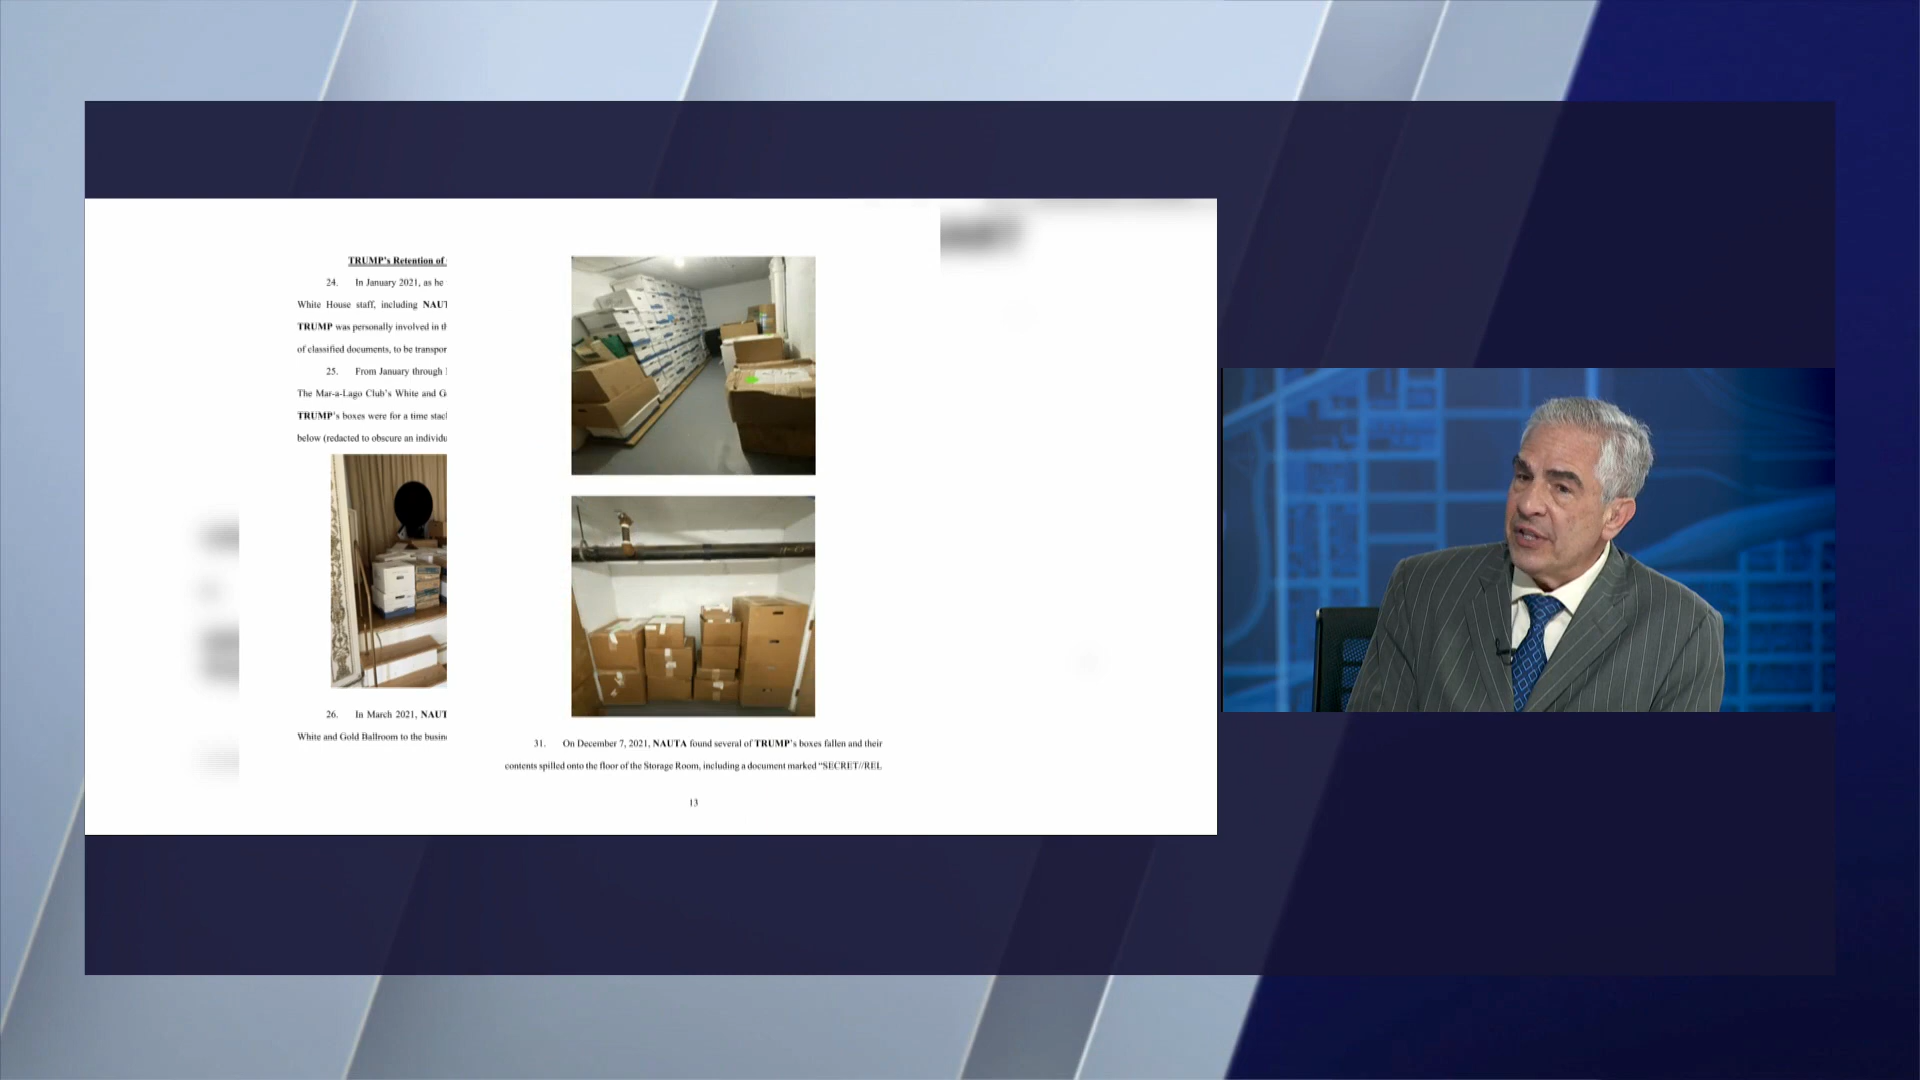 TRUMP's Retention of
24. In January 2021, as he
White House staff, including NAUT
TRUMP was personally involved in th
of classified documents, to be transpor
25. From January through
The Mar-a-Lago Club's White and G
TRUMP's boxes were for a time stac
below (redacted to obscure an individu
26. In March 2021, NAUT
White and Gold Ballroom to the busin
31. On December 7, 2021, NAUTA found several of TRUMP's boxes fallen and their
contents spilled onto the floor of the Storage Room, including a document marked “SECRET//REL
13